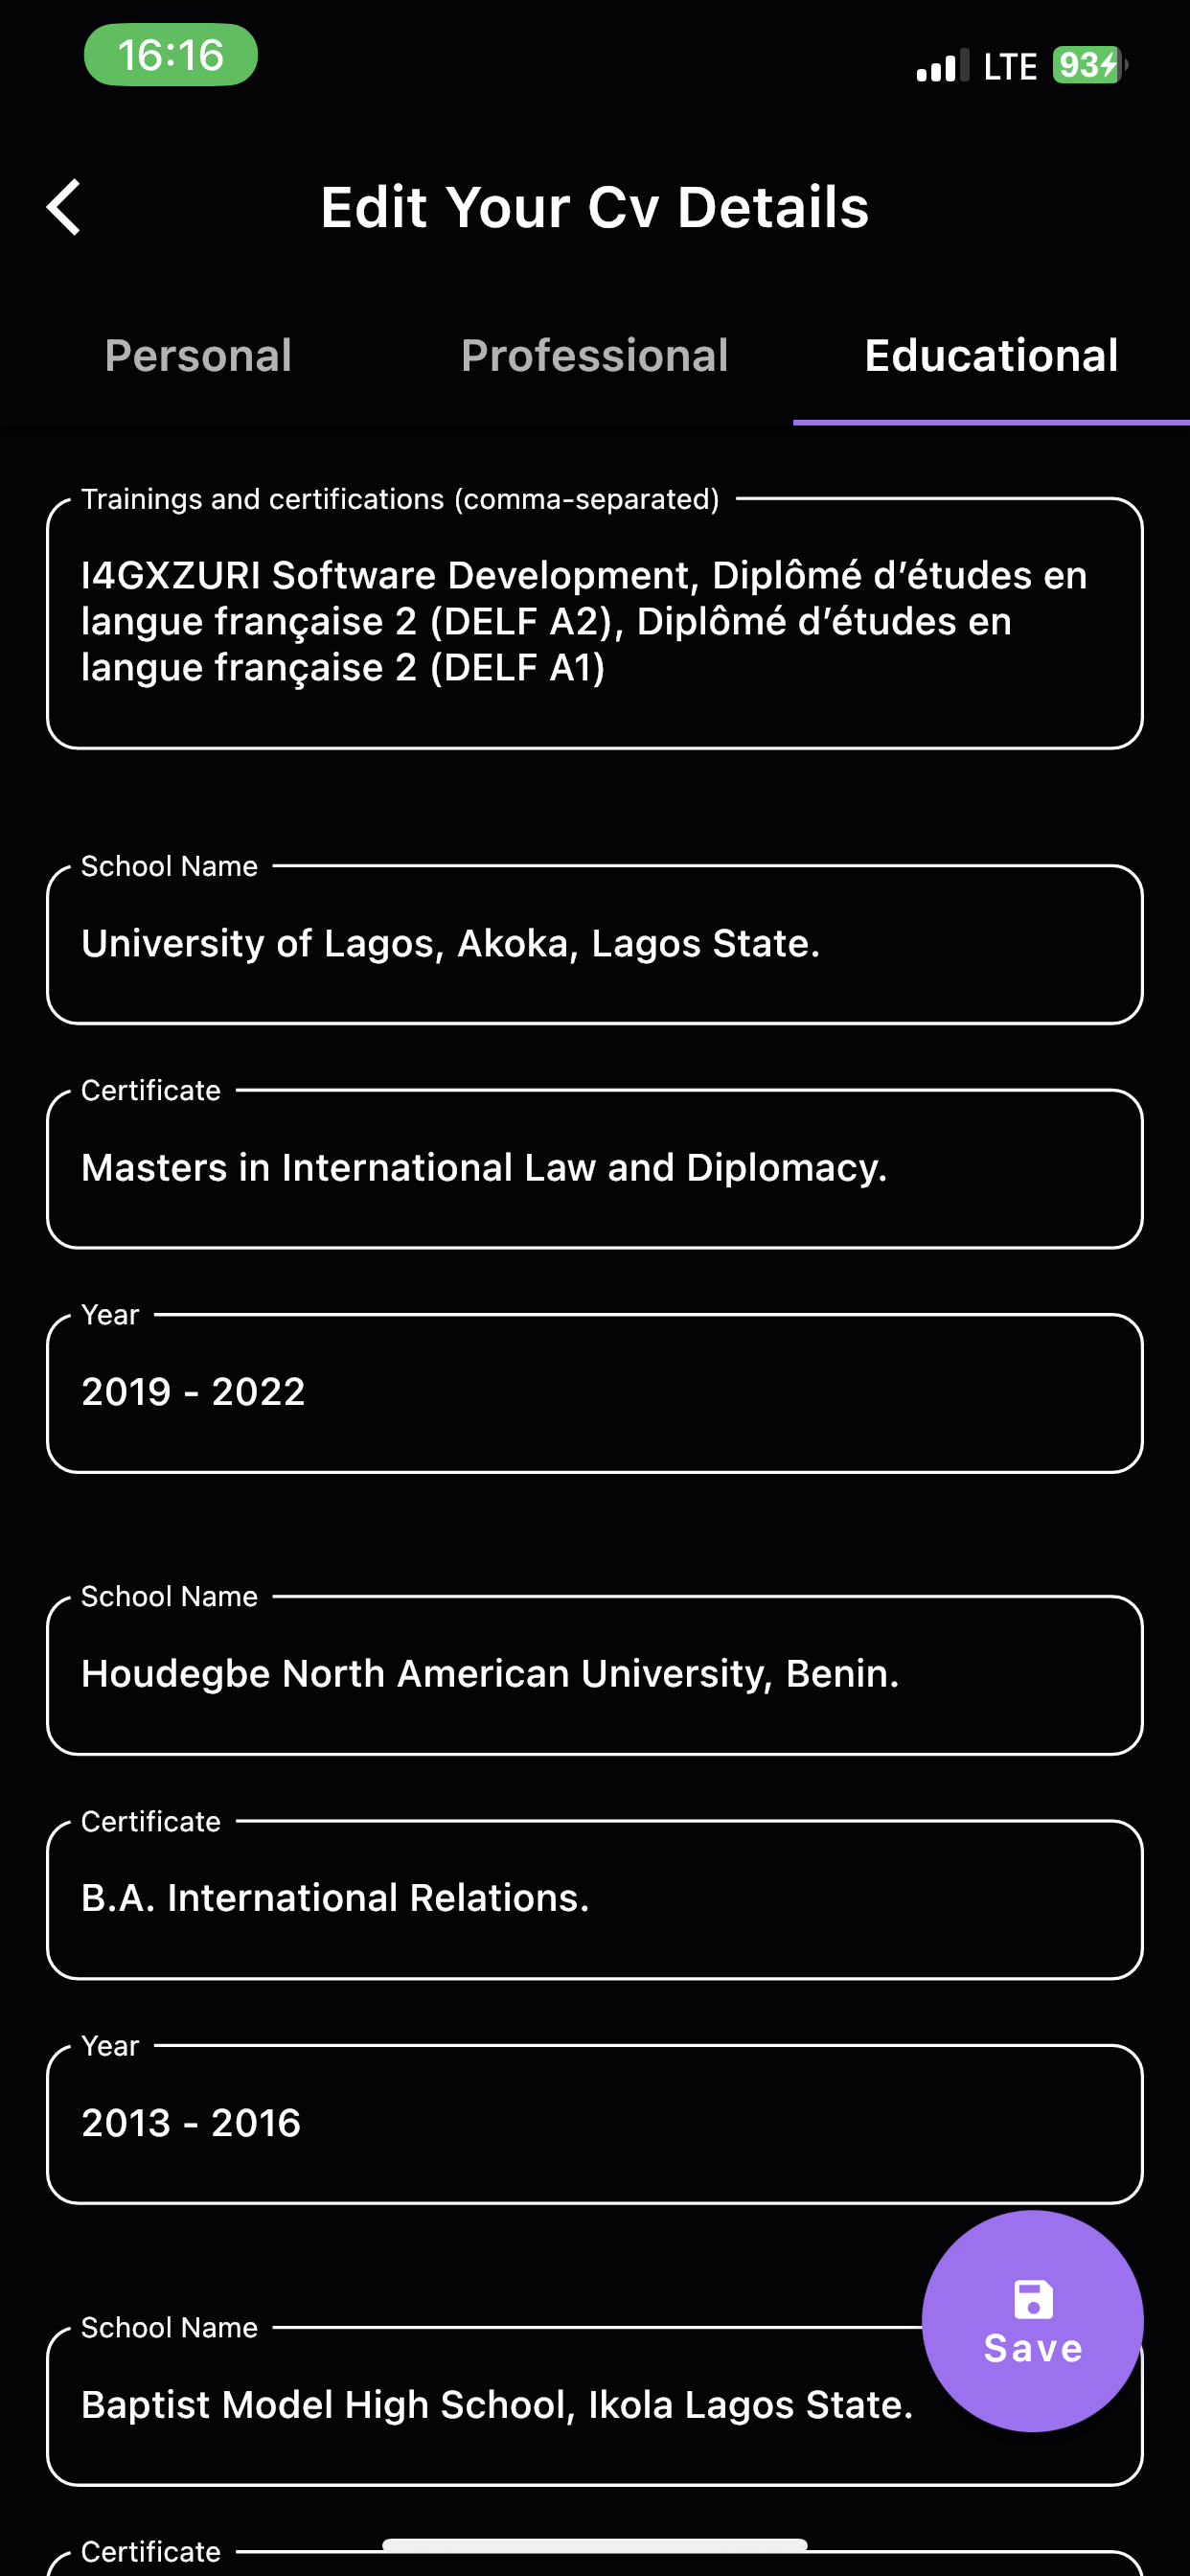 16:16
LTE
93
Edit Your Cv Details
Personal
Professional
Educational
Trainings and certifications (comma-separated)
I4GXZURI Software Development, Diplômé d’études en
langue française 2 (DELF A2), Diplômé d’études en
langue française 2 (DELF A1)
School Name
University of Lagos, Akoka, Lagos State.
Certificate
Masters in International Law and Diplomacy.
Year
2019 - 2022
School Name
Houdegbe North American University, Benin.
Certificate
B.A. International Relations.
Year
2013 - 2016
School Name
Baptist Model High School, Ikola Lagos State.
Save
Certificate